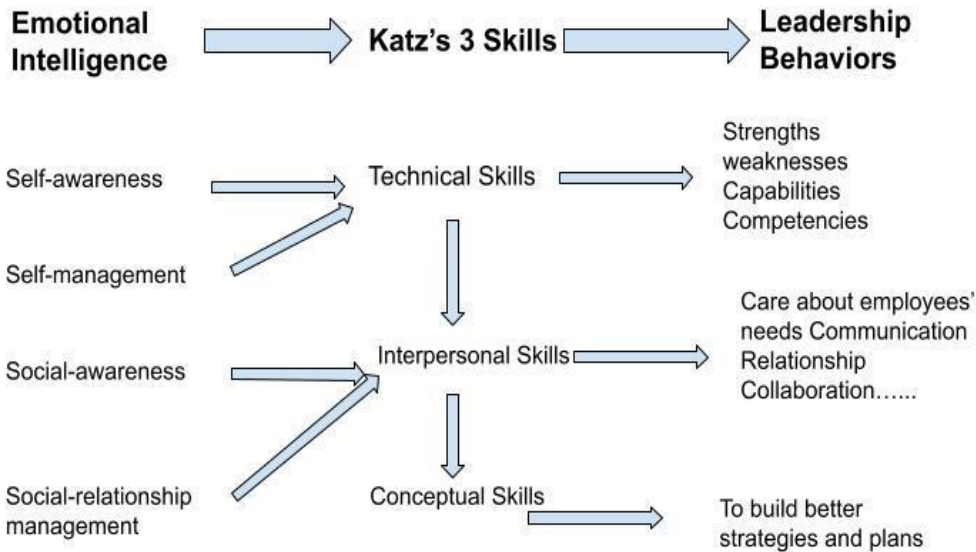 Emotional
Intelligence
Katz's 3 Skills
Leadership
Behaviors
Self-awareness
Technical Skills
Strengths
weaknesses
Capabilities
Competencies
Self-management
Social-awareness
Interpersonal Skills
Care about employees'
needs Communication
Relationship
Collaboration…...
Social-relationship
management
Conceptual Skills
To build better
strategies and plans